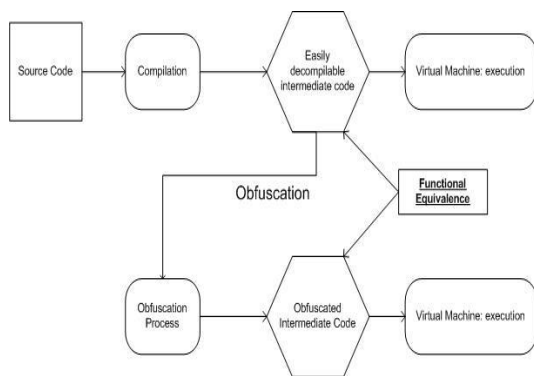 Source Code
Compilation
Easily
decompilable
intermediate code
Virtual Machine: execution
Obfuscation
Functional
Equivalence
Obfuscation
Process
Obfuscated
Intermediate Code
Virtual Machine: execution